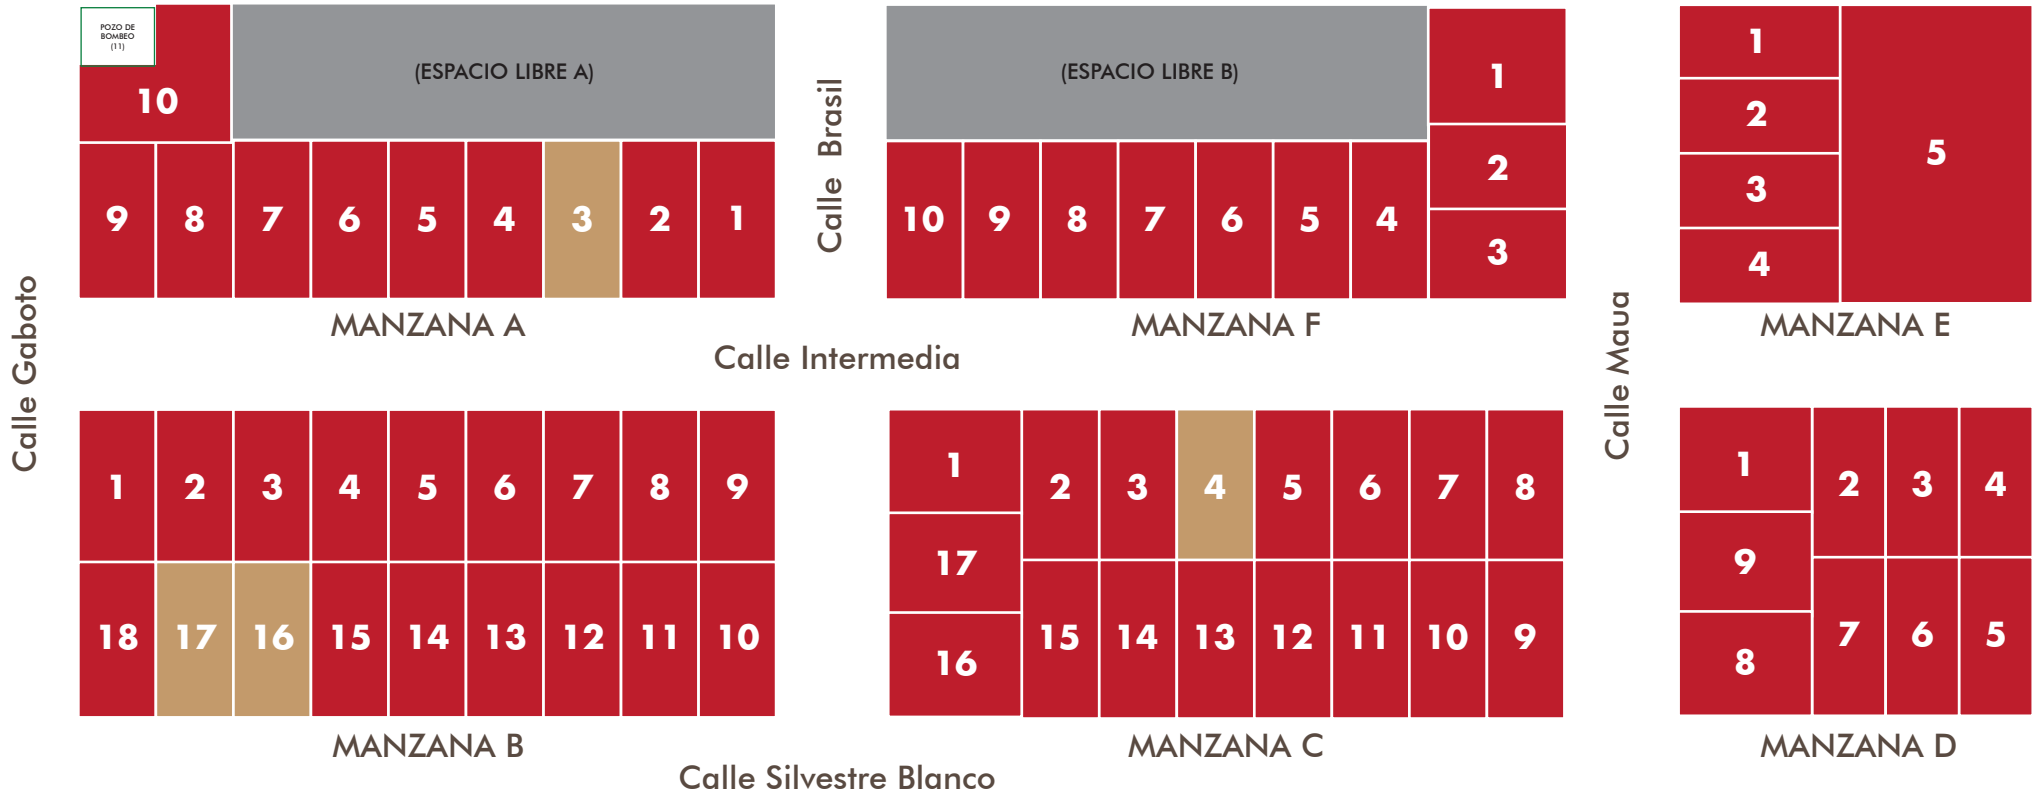 POZO DE
BOMBEO
(11)
10
(ESPACIO LIBRE A)
9 8 7 6 5 4 3 2 1
MANZANA A
Calle Gaboto
Calle Brasil
(ESPACIO LIBRE B)
1
2
3
10 9 8 7 6 5 4
MANZANA F
1
2
3
4
5
MANZANA E
Calle Intermedia
Calle Maua
1 2 3 4 5 6 7 8 9
18 17 16 15 14 13 12 11 10
MANZANA B
1
17
16
2 3 4 5 6 7 8
15 14 13 12 11 10 9
MANZANA C
1
9
8
2 3 4
7 6 5
MANZANA D
Calle Silvestre Blanco